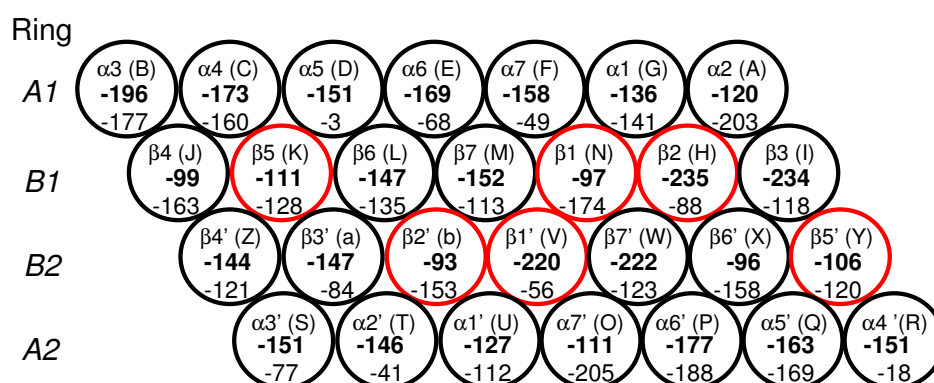 Ring
A1
α3 (B) α4 (C) α5 (D) α6 (E) α7 (F) α1 (G) α2 (A)
-196 -173 -151 -169 -158 -136 -120
-177 -160 -3 -68 -49 -141 -203
B1
β4 (J) β5 (K) β6 (L) β7 (M) β1 (N) β2 (H) β3 (I)
-99 -111 -147 -152 -97 -235 -234
-163 -128 -135 -113 -174 -88 -118
B2
β4’ (Z) β3’ (a) β2’ (b) β1’ (V) β7’ (W) β6’ (X) β5’ (Y)
-144 -147 -93 -220 -222 -96 -106
-121 -84 -153 -56 -123 -158 -120
A2
α3’ (S) α2’ (T) α1’ (U) α7’ (O) α6’ (P) α5’ (Q) α4 ’(R)
-151 -146 -127 -111 -177 -163 -151
-77 -41 -112 -205 -188 -169 -18